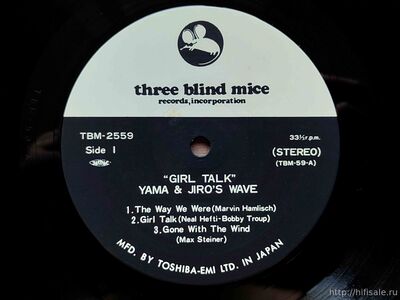 three blind mice
records, incorporation
TBM-2559
33⅓ r.p.m.
Side 1
(STEREO)
(TBM-59-A)
"GIRL TALK"
YAMA & JIRO'S WAVE
1. The Way We Were (Marvin Hamlisch)
2. Girl Talk (Neal Hefti-Bobby Troup)
3. Gone With The Wind
(Max Steiner)
MFD. BY TOSHIBA-EMI LTD. IN JAPAN
http://hifisale.ru